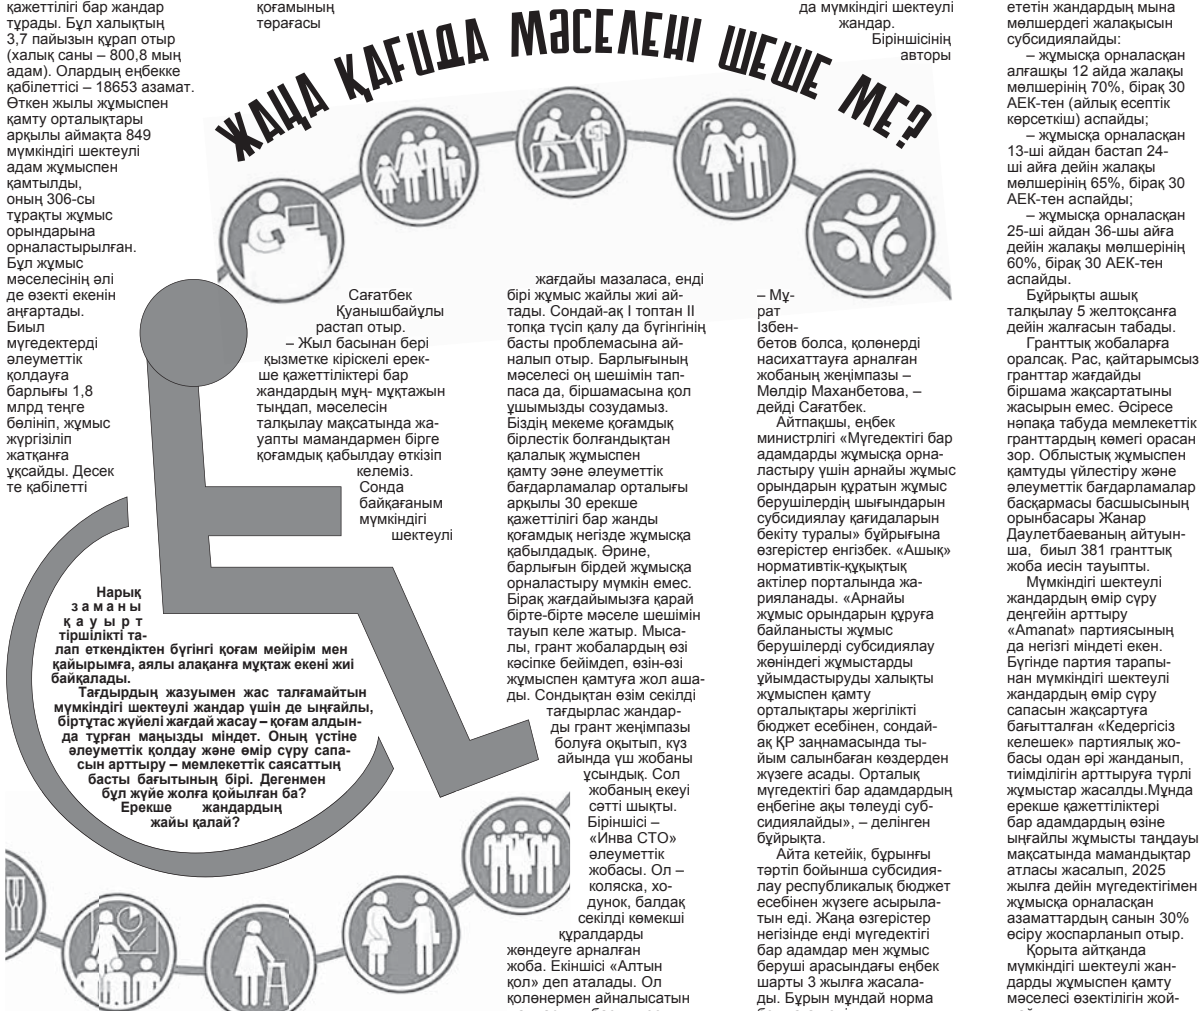 ЖАҢА ҚАҒИДА МӘСЕЛЕНІ ШЕШЕ МЕ?
қажеттілігі бар жандар
тұрады. Бұл халықтың
3,7 пайызын құрап отыр
(халық саны – 800,8 мың
адам). Олардың еңбекке
қабілеттісі – 18653 азамат.
Өткен жылы жұмыспен
қамту орталықтары
арқылы аймақта 849
мүмкіндігі шектеулі
адам жұмыспен
қамтылды,
оның 306-сы
тұрақты жұмыс
орындарына
орналастырылған.
Бұл жұмыс
мәселесінің әлі
де өзекті екенін
аңғартады.
Биыл
мүгедектерді
әлеуметтік
қолдауға
барлығы 1,8
млрд теңге
бөлініп, жұмыс
жүргізіліп
жатқанға
ұқсайды. Десек
те қабілетті
Нарық
заманы
қауырт
тіршілікті та-
лап еткендіктен бүгінгі қоғам мейірім мен
қайырымға, аялы алақанға мұқтаж екені жиі
байқалады.
Тағдырдың жазуымен жас талғамайтын
мүмкіндігі шектеулі жандар үшін де ыңғайлы,
біртұтас жүйелі жағдай жасау – қоғам алдын-
да тұрған маңызды міндет. Оның үстіне
әлеуметтік қолдау және өмір сүру сапа-
сын арттыру – мемлекеттік саясаттың
басты бағытының бірі. Дегенмен
бұл жүйе жолға қойылған ба?
Ерекше жандардың
жайы қалай?
қоғамының
төрағасы
Сағатбек
Қуанышбайұлы
растап отыр.
– Жыл басынан бері
қызметке кіріскелі ерек-
ше қажеттіліктері бар
жандардың мұң- мұқтажын
тыңдап, мәселесін
талқылау мақсатында жа-
уапты мамандармен бірге
қоғамдық қабылдау өткізіп
келеміз.
Сонда
байқағаным
мүмкіндігі
шектеулі
жағдайы мазаласа, енді
бірі жұмыс жайлы жиі ай-
тады. Сондай-ақ І топтан ІІ
топқа түсіп қалу да бүгінгінің
басты проблемасына ай-
налып отыр. Барлығының
мәселесі оң шешімін тап-
паса да, біршамасына қол
ұшымызды созудамыз.
Біздің мекеме қоғамдық
бірлестік болғандықтан
қалалық жұмыспен
қамту ээне әлеуметтік
бағдарламалар орталығы
арқылы 30 ерекше
қажеттілігі бар жанды
қоғамдық негізде жұмысқа
қабылдадық. Әрине,
барлығын бірдей жұмысқа
орналастыру мүмкін емес.
Бірақ жағдайымызға қарай
бірте-бірте мәселе шешімін
тауып келе жатыр. Мыса-
лы, грант жобалардың өзі
кәсіпке бейімдеп, өзін-өзі
жұмыспен қамтуға жол аша-
ды. Сондықтан өзім секілді
тағдырлас жандар-
ды грант жеңімпазы
болуға оқытып, күз
айында үш жобаны
ұсындық. Сол
жобаның екеуі
сәтті шықты.
Біріншісі –
«Инва СТО»
әлеуметтік
жобасы. Ол –
коляска, хо-
дунок, балдақ
секілді көмекші
құралдарды
жөндеуге арналған
жоба. Екіншісі «Алтын
қол» деп аталады. Ол
қолөнермен айналысатын
да мүмкіндігі шектеулі
жандар.
Біріншісінің
авторы
– Мұ-
рат
Ізбен-
бетов болса, қолөнерді
насихаттауға арналған
жобаның жеңімпазы –
Мөлдір Маханбетова, –
дейді Сағатбек.
Айтпақшы, еңбек
министрлігі «Мүгедектігі бар
адамдарды жұмысқа орна-
ластыру үшін арнайы жұмыс
орындарын құратын жұмыс
берушілердің шығындарын
субсидиялау қағидаларын
бекіту туралы» бұйрығына
өзгерістер енгізбек. «Ашық»
нормативтік-құқықтық
актілер порталында жа-
рияланады. «Арнайы
жұмыс орындарын құруға
байланысты жұмыс
берушілерді субсидиялау
жөніндегі жұмыстарды
ұйымдастыруды халықты
жұмыспен қамту
орталықтары жергілікті
бюджет есебінен, сондай-
ақ ҚР заңнамасында ты-
йым салынбаған көздерден
жүзеге асады. Орталық
мүгедектігі бар адамдардың
еңбегіне ақы төлеуді суб-
сидиялайды», – делінген
бұйрықта.
Айта кетейік, бұрынғы
тәртіп бойынша субсидия-
лау республикалық бюджет
есебінен жүзеге асырыла-
тын еді. Жаңа өзгерістер
негізінде енді мүгедектігі
бар адамдар мен жұмыс
беруші арасындағы еңбек
шарты 3 жылға жасала-
ды. Бұрын мұндай норма
ететін жандардың мына
мөлшердегі жалақысын
субсидиялайды:
– жұмысқа орналасқан
алғашқы 12 айда жалақы
мөлшерінің 70%, бірақ 30
АЕК-тен (айлық есептік
көрсеткіш) аспайды;
– жұмысқа орналасқан
13-ші айдан бастап 24-
ші айға дейін жалақы
мөлшерінің 65%, бірақ 30
АЕК-тен аспайды;
– жұмысқа орналасқан
25-ші айдан 36-шы айға
дейін жалақы мөлшерінің
60%, бірақ 30 АЕК-тен
аспайды.
Бұйрықты ашық
талқылау 5 желтоқсанға
дейін жалғасын табады.
Гранттық жобаларға
оралсақ. Рас, қайтарымсыз
гранттар жағдайды
біршама жақсартатыны
жасырын емес. Әсіресе
нәпақа табуда мемлекеттік
гранттардың көмегі орасан
зор. Облыстық жұмыспен
қамтуды үйлестіру және
әлеуметтік бағдарламалар
басқармасы басшысының
орынбасары Жанар
Даулетбаеваның айтуын-
ша, биыл 381 гранттық
жоба иесін тауыпты.
Мүмкіндігі шектеулі
жандардың өмір сүру
деңгейін арттыру
«Amanat» партиясының
да негізгі міндеті екен.
Бүгінде партия тарапы-
нан мүмкіндігі шектеулі
жандардың өмір сүру
сапасын жақсартуға
бағытталған «Кедергісіз
келешек» партиялық жо-
басы одан әрі жанданып,
тиімділігін арттыруға түрлі
жұмыстар жасалды.Мұнда
ерекше қажеттіліктері
бар адамдардың өзіне
ыңғайлы жұмысты таңдауы
мақсатында мамандықтар
атласы жасалып, 2025
жылға дейін мүгедектігімен
жұмысқа орналасқан
азаматтардың санын 30%
өсіру жоспарланып отыр.
Қорыта айтқанда
мүмкіндігі шектеулі жан-
дарды жұмыспен қамту
мәселесі өзектілігін жой-